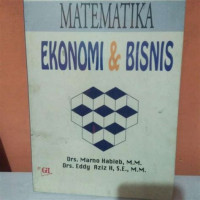 MATEMATIKA
EKONOMI & BISNIS
Drs. Marno Habieb, M.M.
Drs. Eddy Aziz H, S.E., M.M.